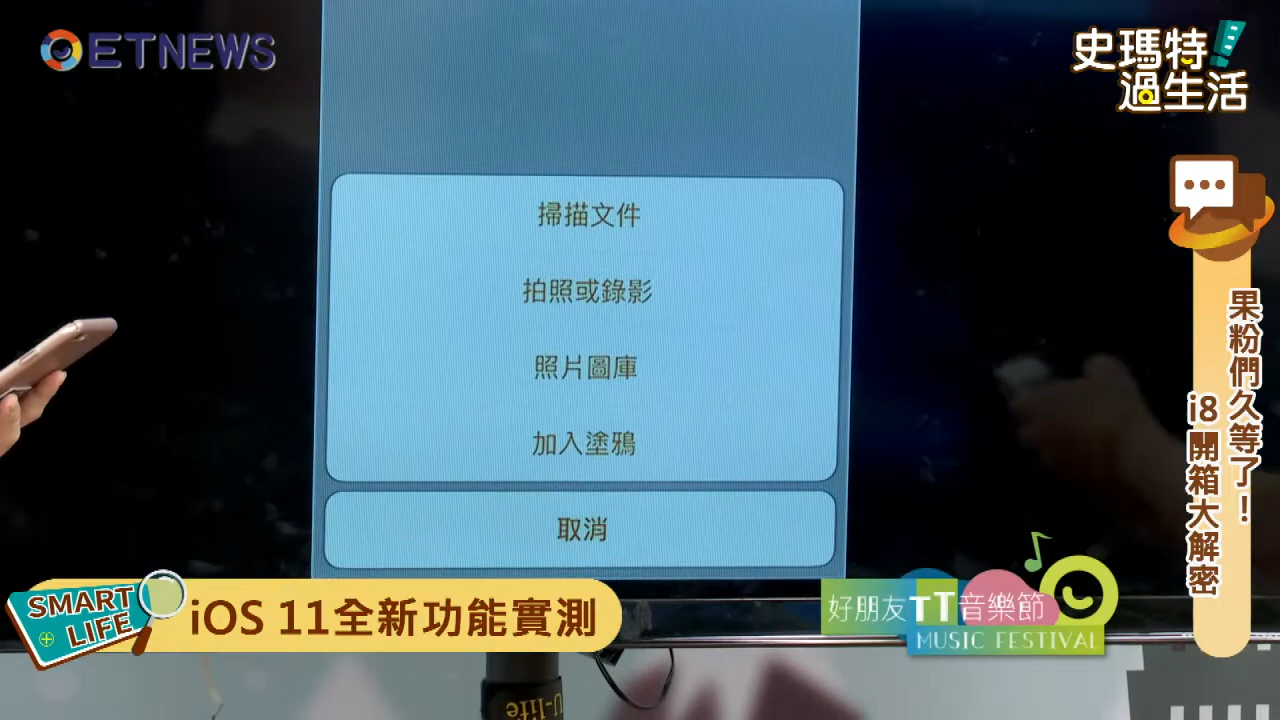 ETNEWS
史瑪特!
過生活
掃描文件
拍照或錄影
照片圖庫
加入塗鴉
取消
果粉們久等了!
i8開箱大解密
SMART
LIFE
iOS 11全新功能實測
好朋友TT音樂節
MUSIC FESTIVAL
U-life